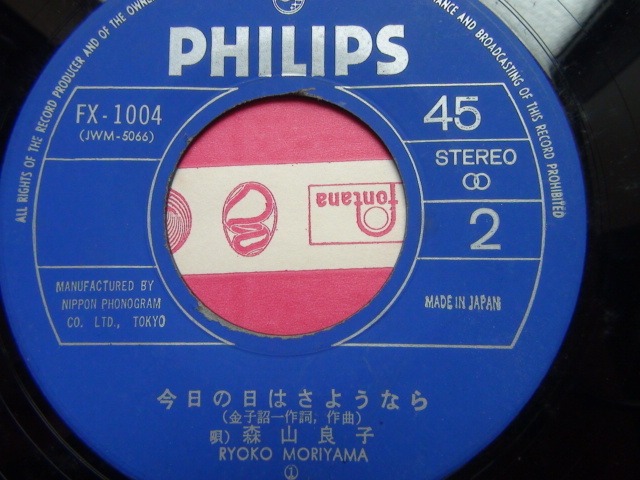 ALL RIGHTS OF THE RECORD PRODUCER AND OF THE OWNE
ANCE AND BROADCASTING OF THIS RECORD PROHIBITED
PHILIPS
FX-1004
(JWM-5066)
45
STEREO
2
fontana
MANUFACTURED BY
NIPPON PHONOGRAM
CO. LTD., TOKYO
MADE IN JAPAN
今日の日はさようなら
(金子詔一作詞，作曲)
唄) 森山良子
RYOKO MORIYAMA
①